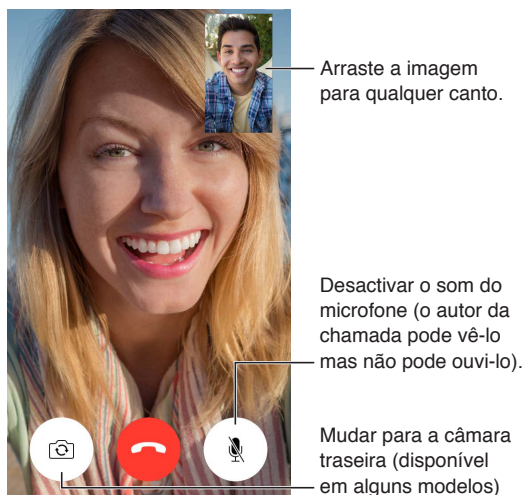 Arraste a imagem
para qualquer canto.
Desactivar o som do
microfone (o autor da
chamada pode vê-lo
mas não pode ouvi-lo).
Mudar para a câmara
traseira (disponível
em alguns modelos)